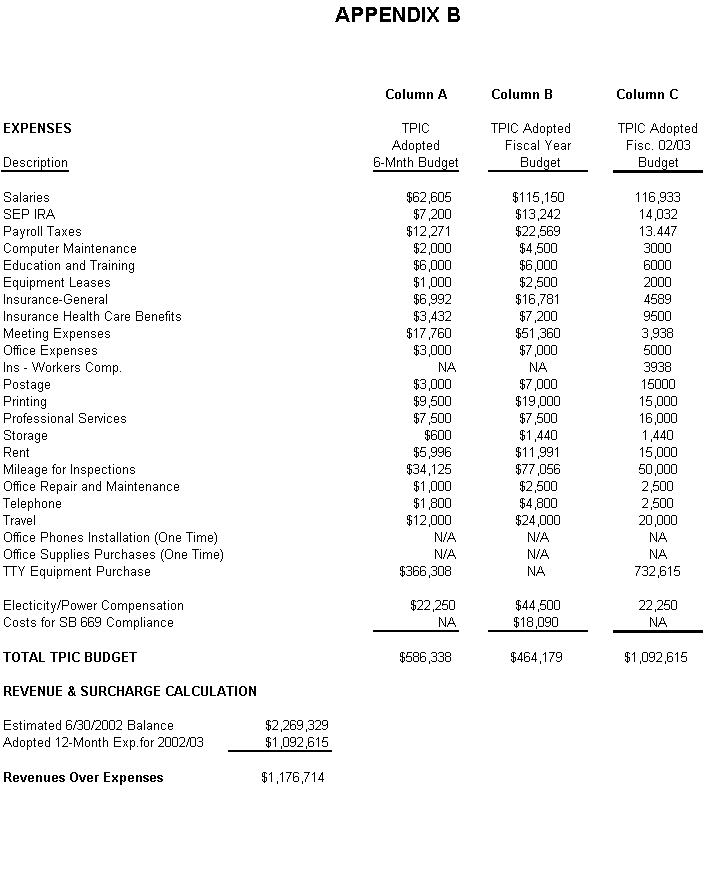 APPENDIX B
Column A Column B Column C
EXPENSES TPIC TPIC Adopted TPIC Adopted
Adopted Fiscal Year Fisc. 02/03
Description 6-Mnth Budget Budget Budget
Salaries $62,605 $115,150 116,933
SEP IRA $7,200 $13,242 14,032
Payroll Taxes $12,271 $22,569 13.447
Computer Maintenance $2,000 $4,500 3000
Education and Training $6,000 $6,000 6000
Equipment Leases $1,000 $2,500 2000
Insurance-General $6,992 $16,781 4589
Insurance Health Care Benefits $3,432 $7,200 9500
Meeting Expenses $17,760 $51,360 3,938
Office Expenses $3,000 $7,000 5000
Ins - Workers Comp. NA NA 3938
Postage $3,000 $7,000 15000
Printing $9,500 $19,000 15,000
Professional Services $7,500 $7,500 16,000
Storage $600 $1,440 1,440
Rent $5,996 $11,991 15,000
Mileage for Inspections $34,125 $77,056 50,000
Office Repair and Maintenance $1,000 $2,500 2,500
Telephone $1,800 $4,800 2,500
Travel $12,000 $24,000 20,000
Office Phones Installation (One Time) N/A N/A NA
Office Supplies Purchases (One Time) N/A N/A NA
TTY Equipment Purchase $366,308 NA 732,615
Electicity/Power Compensation $22,250 $44,500 22,250
Costs for SB 669 Compliance NA $18,090 NA
TOTAL TPIC BUDGET $586,338 $464,179 $1,092,615
REVENUE & SURCHARGE CALCULATION
Estimated 6/30/2002 Balance $2,269,329
Adopted 12-Month Exp.for 2002/03 $1,092,615
Revenues Over Expenses $1,176,714